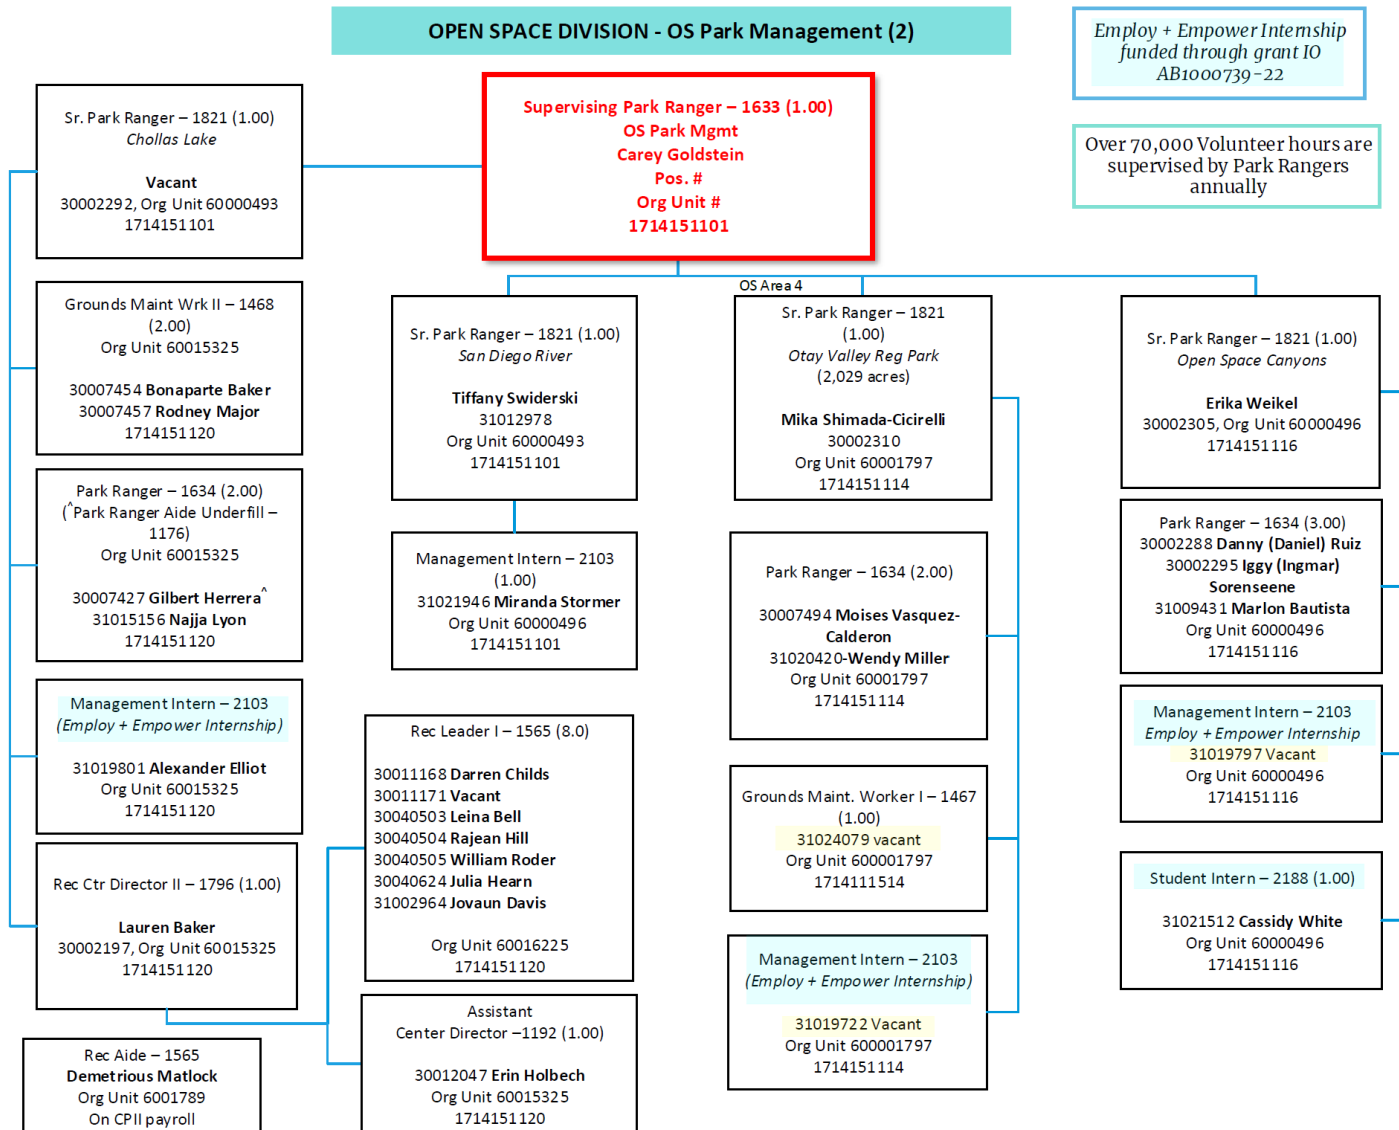 OPEN SPACE DIVISION - OS Park Management (2)
Employ + Empower Internship
funded through grant IO
AB1000739-22
Over 70,000 Volunteer hours are
supervised by Park Rangers
annually
Supervising Park Ranger – 1633 (1.00)
OS Park Mgmt
Carey Goldstein
Pos. #
Org Unit #
1714151101
Sr. Park Ranger – 1821 (1.00)
Chollas Lake
Vacant
30002292, Org Unit 60000493
1714151101
Grounds Maint Wrk II – 1468
(2.00)
Org Unit 60015325
30007454 Bonaparte Baker
30007457 Rodney Major
1714151120
Park Ranger – 1634 (2.00)
(^Park Ranger Aide Underfill –
1176)
Org Unit 60015325
30007427 Gilbert Herrera^
31015156 Najja Lyon
1714151120
Management Intern – 2103
(Employ + Empower Internship)
31019801 Alexander Elliot
Org Unit 60015325
1714151120
Rec Ctr Director II – 1796 (1.00)
Lauren Baker
30002197, Org Unit 60015325
1714151120
Rec Aide – 1565
Demetrious Matlock
Org Unit 6001789
On CPII payroll
Sr. Park Ranger – 1821 (1.00)
San Diego River
Tiffany Swiderski
31012978
Org Unit 60000493
1714151101
Management Intern – 2103
(1.00)
31021946 Miranda Stormer
Org Unit 60000496
1714151101
Rec Leader I – 1565 (8.0)
30011168 Darren Childs
30011171 Vacant
30040503 Leina Bell
30040504 Rajean Hill
30040505 William Roder
30040624 Julia Hearn
31002964 Jovaun Davis
Org Unit 60016225
1714151120
Assistant
Center Director –1192 (1.00)
30012047 Erin Holbech
Org Unit 60015325
1714151120
OS Area 4
Sr. Park Ranger – 1821
(1.00)
Otay Valley Reg Park
(2,029 acres)
Mika Shimada-Cicirelli
30002310
Org Unit 60001797
1714151114
Park Ranger – 1634 (2.00)
30007494 Moises Vasquez-
Calderon
31020420-Wendy Miller
Org Unit 60001797
1714151114
Grounds Maint. Worker I – 1467
(1.00)
31024079 vacant
Org Unit 600001797
1714111514
Management Intern – 2103
(Employ + Empower Internship)
31019722 Vacant
Org Unit 600001797
1714151114
Sr. Park Ranger – 1821 (1.00)
Open Space Canyons
Erika Weikel
30002305, Org Unit 60000496
1714151116
Park Ranger – 1634 (3.00)
30002288 Danny (Daniel) Ruiz
30002295 Iggy (Ingmar)
Sorenseene
31009431 Marlon Bautista
Org Unit 60000496
1714151116
Management Intern – 2103
Employ + Empower Internship
31019797 Vacant
Org Unit 60000496
1714151116
Student Intern – 2188 (1.00)
31021512 Cassidy White
Org Unit 60000496
1714151116